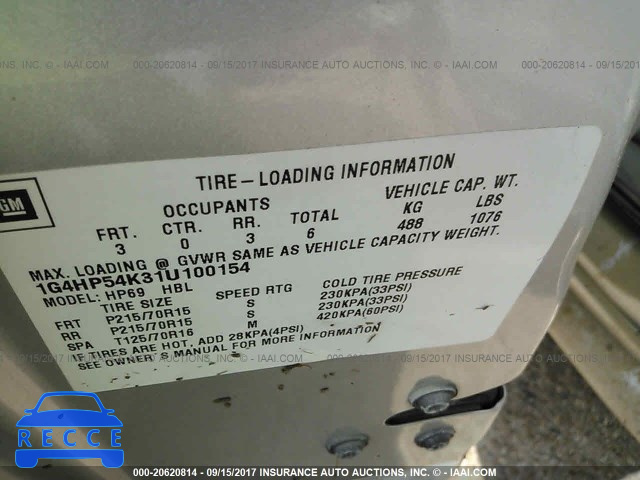 000-20620814 - 09/15/2017 INSURANCE AUTO AUCTIONS, INC. - IAAI.COM
GM
TIRE-LOADING INFORMATION
OCCUPANTS VEHICLE CAP. WT.
FRT. CTR. RR. TOTAL KG LBS
3 0 3 6 488 1076
MAX. LOADING @ GVWR SAME AS VEHICLE CAPACITY WEIGHT.
1G4HP54K31U100154
MODEL: HP69 HBL
TIRE SIZE SPEED RTG COLD TIRE PRESSURE
FRT P215/70R15 S 230KPA(33PSI)
RR P215/70R15 S 230KPA(33PSI)
SPA T125/70R16 M 420KPA(60PSI)
IF TIRES ARE HOT, ADD 28KPA(4PSI)
SEE OWNER'S MANUAL FOR MORE INFORMATION
RECCE
000-20620814 - 09/15/2017 INSURANCE AUTO AUCTIONS, INC. - IAAI.COM